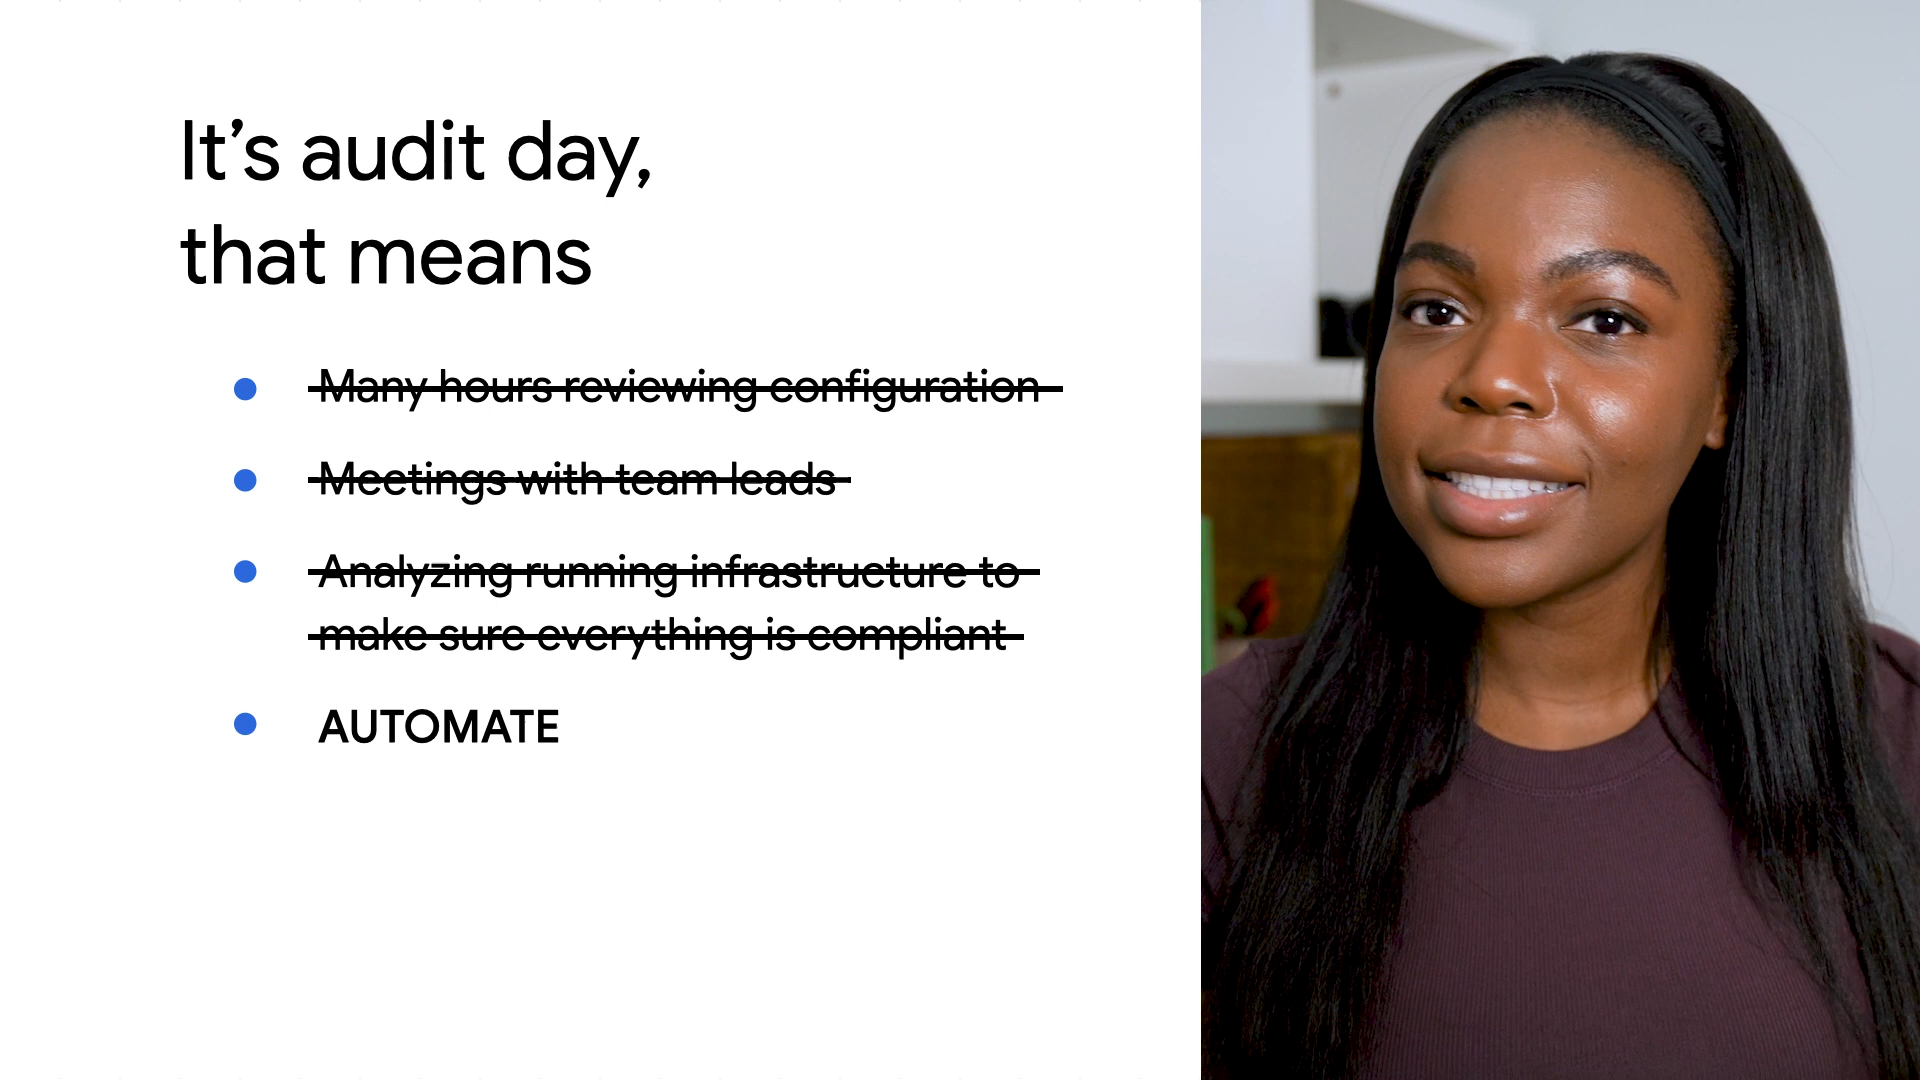 It’s audit day,
that means
Many hours reviewing configuration
Meetings with team leads
Analyzing running infrastructure to
make sure everything is compliant
AUTOMATE